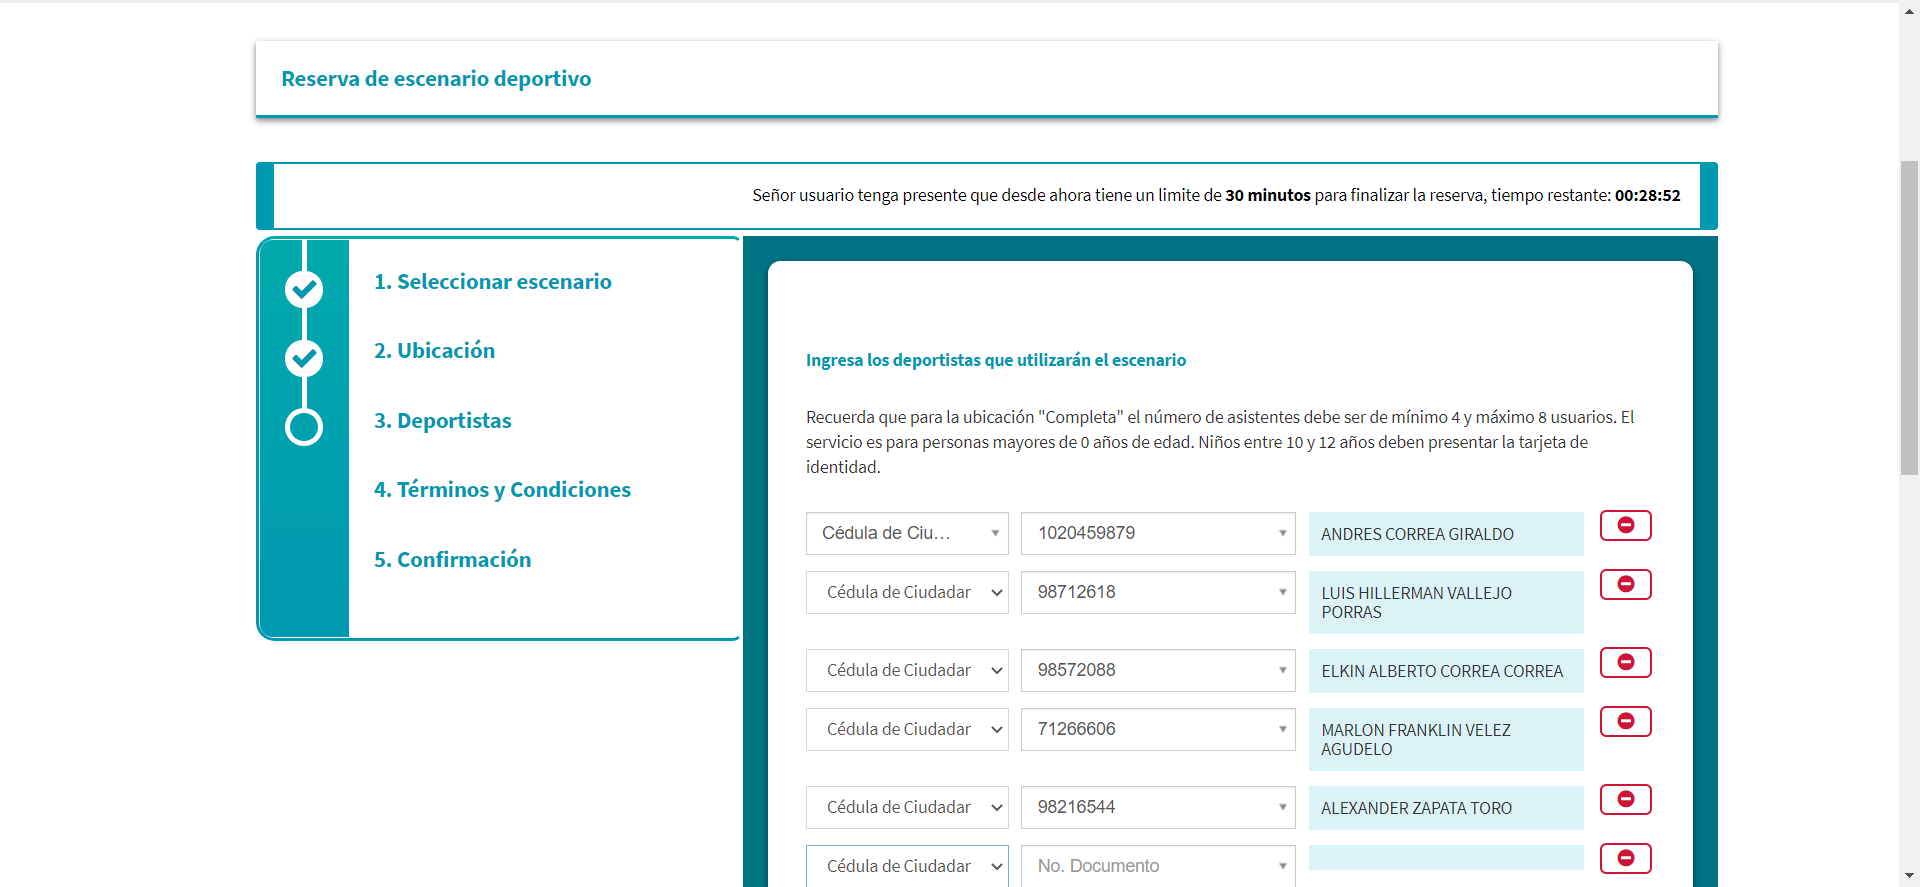 Reserva de escenario deportivo
Señor usuario tenga presente que desde ahora tiene un limite de 30 minutos para finalizar la reserva, tiempo restante: 00:28:52
1. Seleccionar escenario
2. Ubicación
3. Deportistas
4. Términos y Condiciones
5. Confirmación
Ingresa los deportistas que utilizarán el escenario
Recuerda que para la ubicación "Completa" el número de asistentes debe ser de mínimo 4 y máximo 8 usuarios. El
servicio es para personas mayores de 0 años de edad. Niños entre 10 y 12 años deben presentar la tarjeta de
identidad.
Cédula de Ciu... 1020459879 ANDRES CORREA GIRALDO
Cédula de Ciudadar 98712618 LUIS HILLERMAN VALLEJO
PORRAS
Cédula de Ciudadar 98572088 ELKIN ALBERTO CORREA CORREA
Cédula de Ciudadar 71266606 MARLON FRANKLIN VELEZ
AGUDELO
Cédula de Ciudadar 98216544 ALEXANDER ZAPATA TORO
Cédula de Ciudadar No. Documento